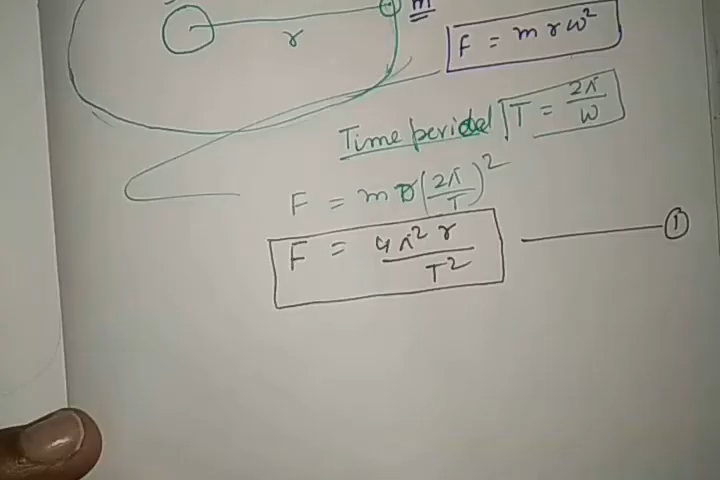 m
r
F = mrω²
Time period T = 2π/ω
F = mr(2π/T)²
F = 4π²r/T² ①